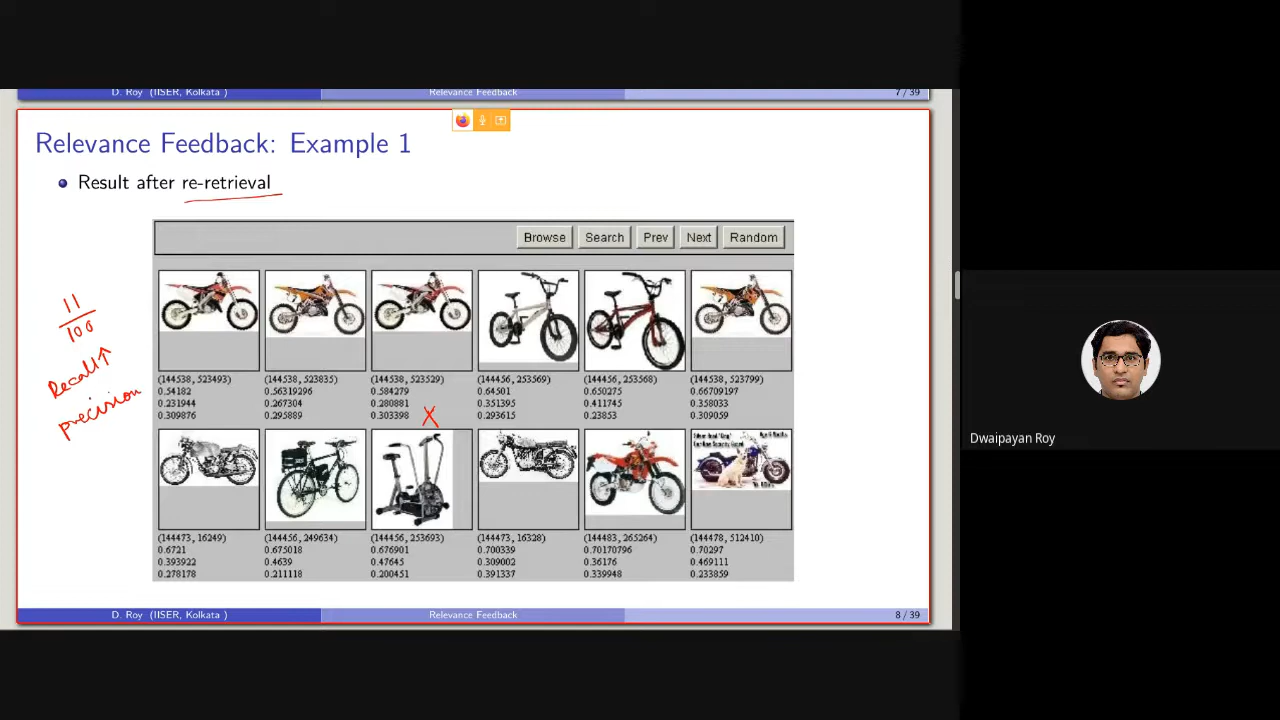 D. Roy (IISER, Kolkata ) Relevance Feedback 7 / 39
Relevance Feedback: Example 1
Result after re-retrieval
Browse Search Prev Next Random
11
100
Recall↑
precision
(144538, 523493) (144538, 523835) (144538, 523529) (144456, 253569) (144456, 253568) (144538, 523799)
0.54182 0.56319296 0.584279 0.64501 0.650275 0.66709197
0.231944 0.267304 0.280881 0.351395 0.411745 0.358033
0.309876 0.295889 0.303398 0.293615 0.23853 0.309059
X
(144473, 16249) (144456, 249634) (144456, 253693) (144473, 16328) (144483, 265264) (144478, 512410)
0.6721 0.675018 0.676901 0.700339 0.70170796 0.70297
0.393922 0.4639 0.47645 0.309002 0.36176 0.469111
0.278178 0.211118 0.200451 0.391337 0.339948 0.233859
D. Roy (IISER, Kolkata ) Relevance Feedback 8 / 39
Dwaipayan Roy